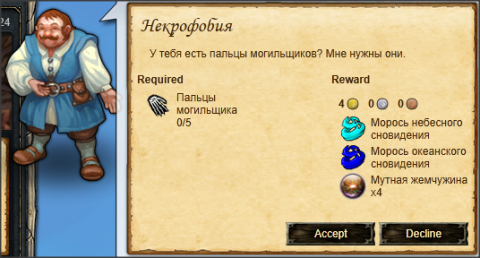 24
Некрофобия
У тебя есть пальцы могильщиков? Мне нужны они.
Required
Пальцы
могильщика
0/5
Reward
4 0 0
Морось небесного
сновидения
Морось океанского
сновидения
Мутная жемчужина
x4
Accept
Decline